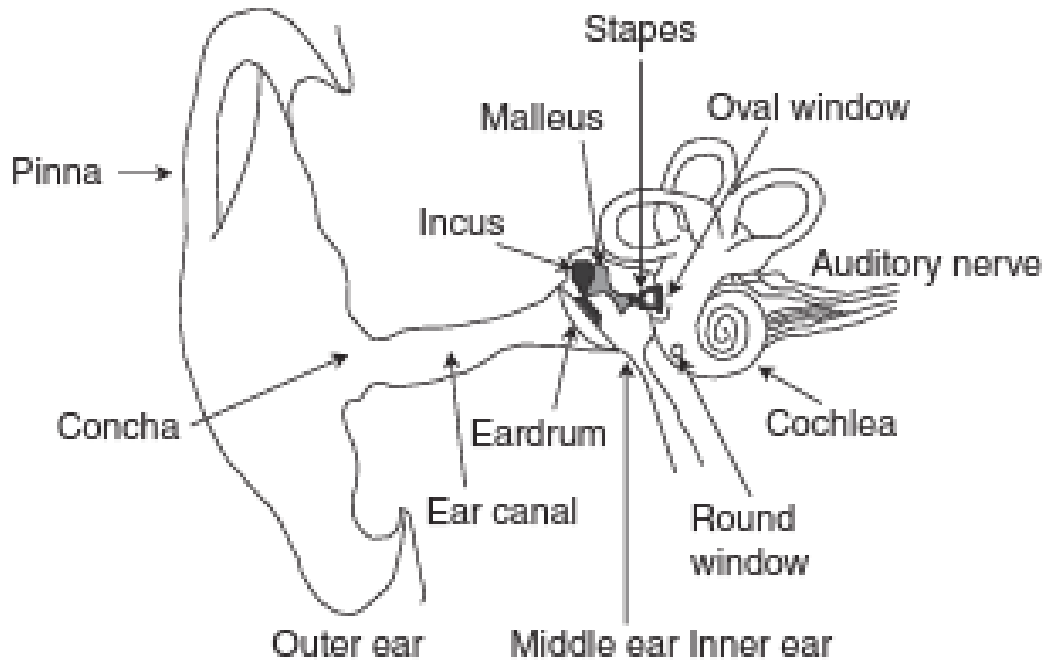 Stapes
Malleus
Oval window
Pinna
Incus
Auditory nerve
Concha
Eardrum
Cochlea
Ear canal
Round
window
Outer ear
Middle ear
Inner ear